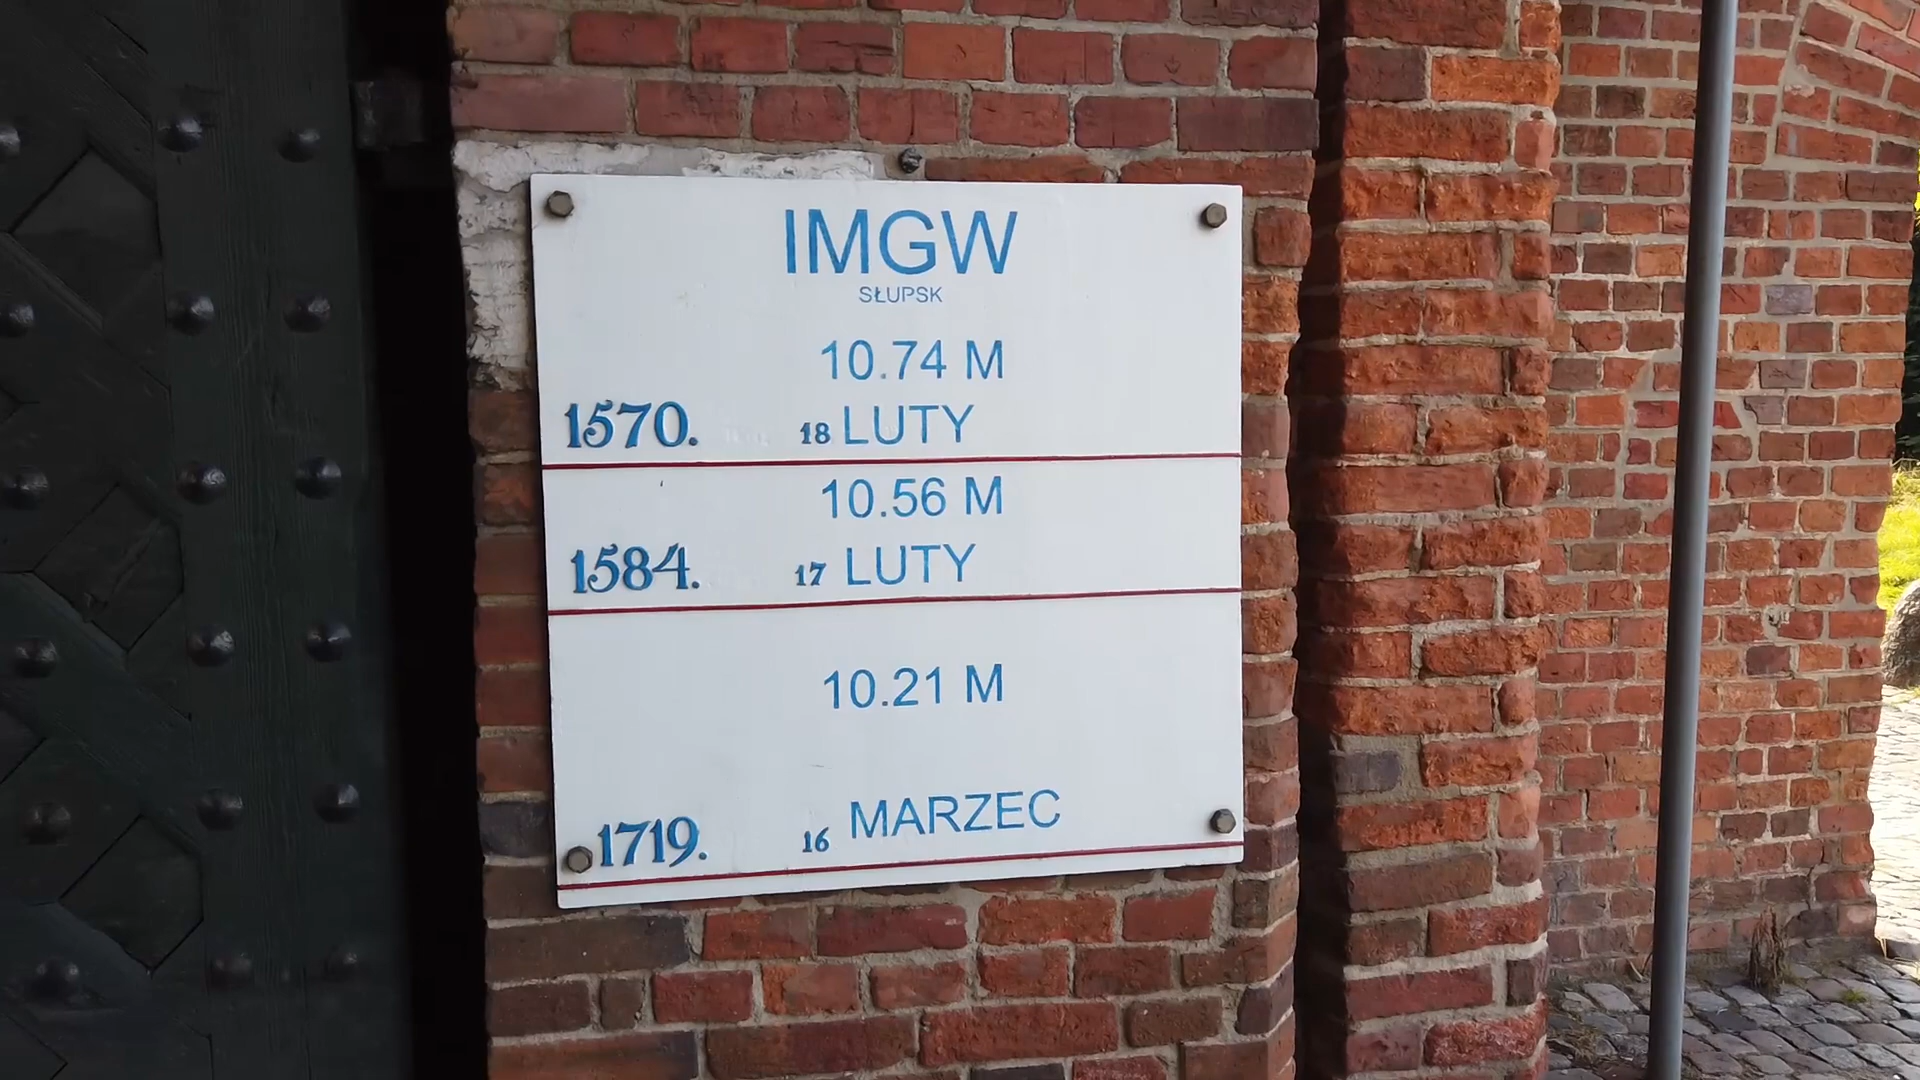 IMGW
SŁUPSK
10.74 M
1570. 18 LUTY
10.56 M
1584. 17 LUTY
10.21 M
1719. 16 MARZEC